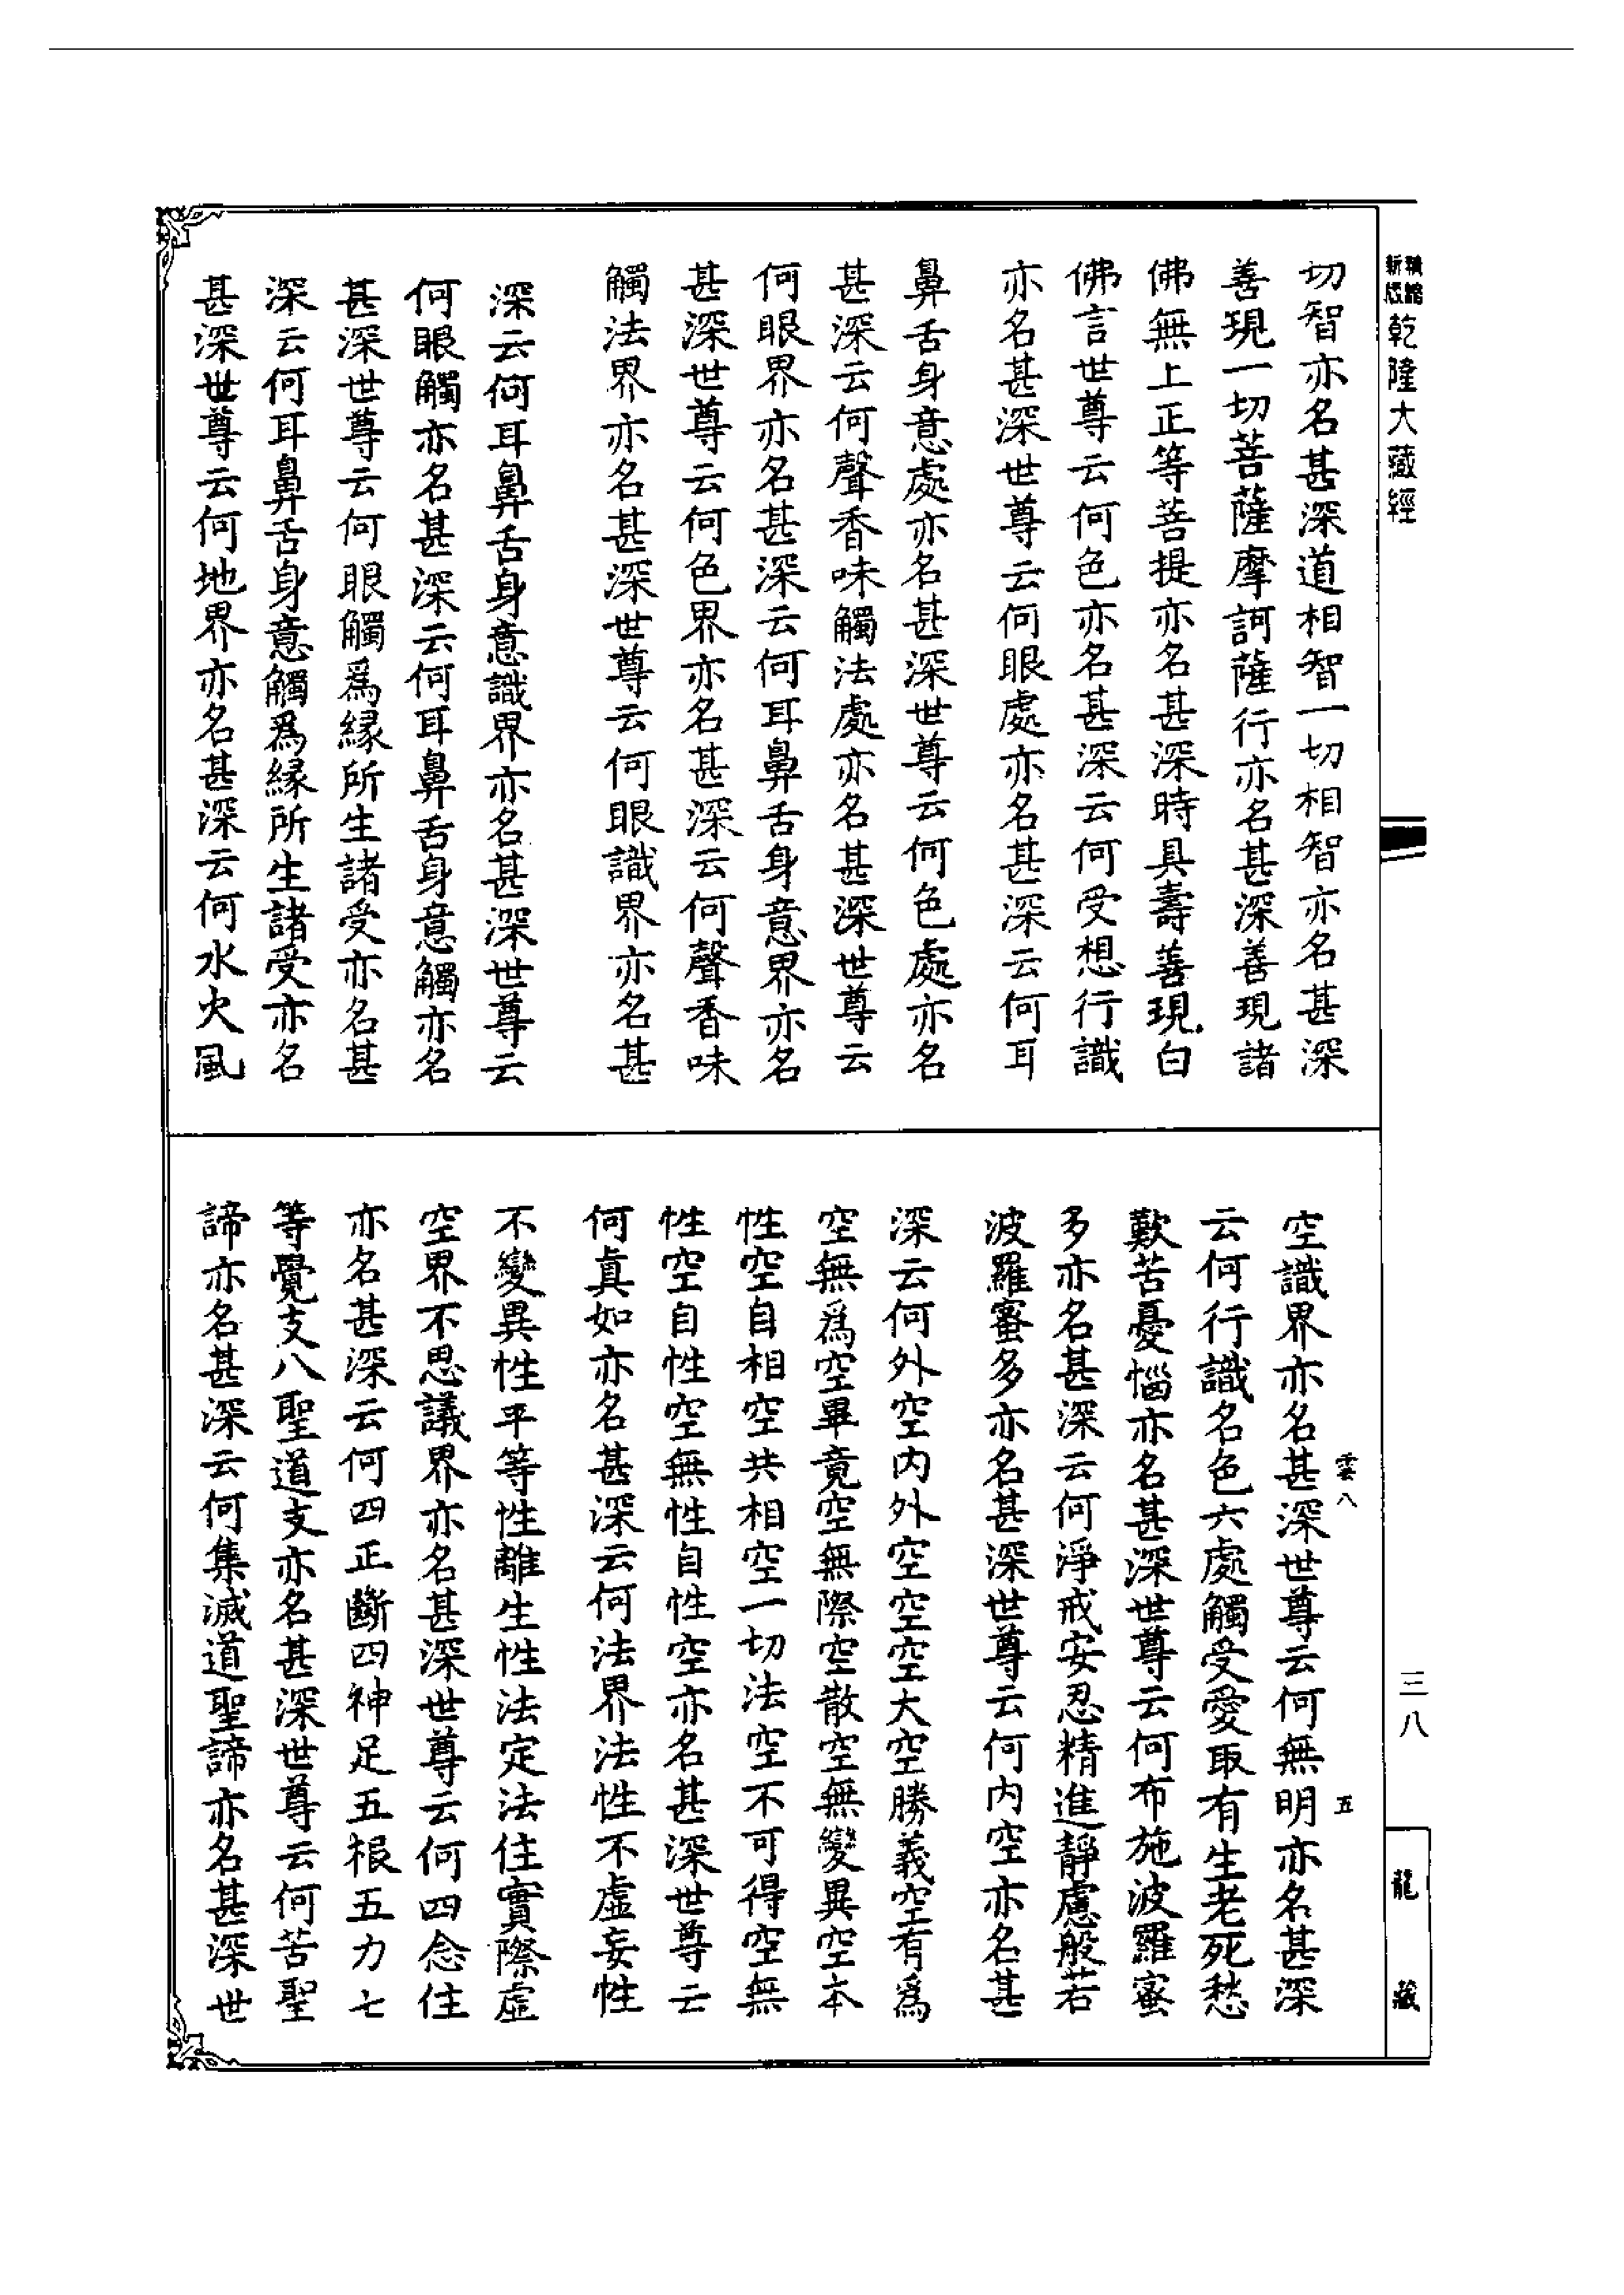 切智亦名甚深道相智一切相智亦名甚深
善現一切菩薩摩訶薩行亦名甚深善現諸
佛無上正等菩提亦名甚深時具壽善現白
佛言世尊云何色亦名甚深云何受想行識
亦名甚深世尊云何眼處亦名甚深云何耳
鼻舌身意處亦名甚深世尊云何色處亦名
甚深云何聲香味觸法處亦名甚深世尊云
何眼界亦名甚深云何耳鼻舌身意界亦名
甚深世尊云何色界亦名甚深云何聲香味
觸法界亦名甚深世尊云何眼識界亦名甚
深云何耳鼻舌身意識界亦名甚深世尊云
何眼觸亦名甚深云何耳鼻舌身意觸亦名
甚深世尊云何眼觸爲緣所生諸受亦名甚
深云何耳鼻舌身意觸爲緣所生諸受亦名
甚深世尊云何地界亦名甚深云何水火風
空識界亦名甚深世尊云何無明亦名甚深
云何行識名色六處觸受愛取有生老死愁
歎苦憂惱亦名甚深世尊云何布施波羅蜜
多亦名甚深云何淨戒安忍精進靜慮般若
波羅蜜多亦名甚深世尊云何內空亦名甚
深云何外空內外空空空大空勝義空有爲
空無爲空畢竟空無際空散空無變異空本
性空自相空共相空一切法空不可得空無
性空自性空無性自性空亦名甚深世尊云
何真如亦名甚深云何法界法性不虛妄性
不變異性平等性離生性法定法住實際虛
空界不思議界亦名甚深世尊云何四念住
亦名甚深云何四正斷四神足五根五力七
等覺支八聖道支亦名甚深世尊云何苦聖
諦亦名甚深云何集滅道聖諦亦名甚深世
雲八
五
乾隆大藏經
三八
龍藏